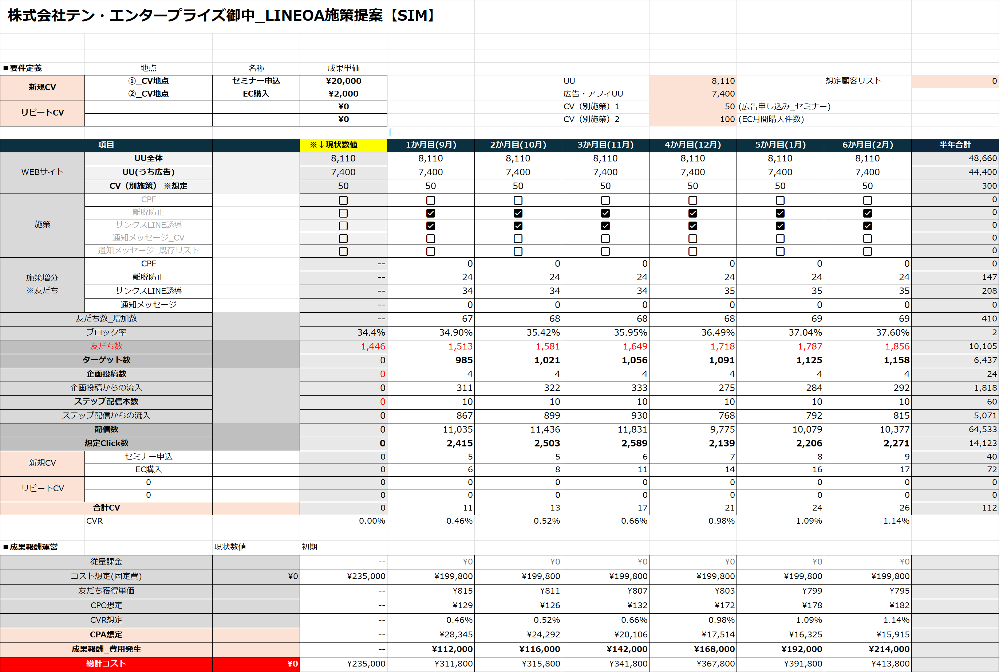 株式会社テン・エンタープライズ御中_LINEOA施策提案【SIM】
■要件定義 地点 名称 成果単価
新規CV ①_CV地点 セミナー申込 ¥20,000 UU 8,110 想定顧客リスト 0
②_CV地点 EC購入 ¥2,000 広告・アフィUU 7,400
リピートCV ¥0 CV（別施策）1 50 (広告申し込み_セミナー)
¥0 CV（別施策）2 100 (EC月間購入件数)
[
項目 ※↓現状数値 1か月目(9月) 2か月目(10月) 3か月目(11月) 4か月目(12月) 5か月目(1月) 6か月目(2月) 半年合計
WEBサイト UU全体 8,110 8,110 8,110 8,110 8,110 8,110 8,110 48,660
UU(うち広告) 7,400 7,400 7,400 7,400 7,400 7,400 7,400 44,400
CV（別施策） ※想定 50 50 50 50 50 50 50 300
施策 CPF 0
離脱防止 0
サンクスLINE誘導 0
通知メッセージ_CV 0
通知メッセージ_既存リスト 0
施策増分 ※友だち CPF -- 0 0 0 0 0 0 0
離脱防止 -- 24 24 24 24 24 24 147
サンクスLINE誘導 -- 34 34 34 35 35 35 208
通知メッセージ -- 0 0 0 0 0 0 0
友だち数_増加数 -- 67 68 68 68 69 69 410
ブロック率 34.4% 34.90% 35.42% 35.95% 36.49% 37.04% 37.60% 2
友だち数 1,446 1,513 1,581 1,649 1,718 1,787 1,856 10,105
ターゲット数 0 985 1,021 1,056 1,091 1,125 1,158 6,437
企画投稿数 0 4 4 4 4 4 4 24
企画投稿からの流入 0 311 322 333 275 284 292 1,818
ステップ配信本数 0 10 10 10 10 10 10 60
ステップ配信からの流入 0 867 899 930 768 792 815 5,071
配信数 0 11,035 11,436 11,831 9,775 10,079 10,377 64,533
想定Click数 0 2,415 2,503 2,589 2,139 2,206 2,271 14,123
新規CV セミナー申込 0 5 5 6 7 8 9 40
EC購入 0 6 8 11 14 16 17 72
リピートCV 0 0 0 0 0 0 0 0 0
0 0 0 0 0 0 0 0 0
合計CV 0 11 13 17 21 24 26 112
CVR 0.00% 0.46% 0.52% 0.66% 0.98% 1.09% 1.14%
■成果報酬運営 現状数値 初期
従量課金 -- ¥0 ¥0 ¥0 ¥0 ¥0 ¥0
コスト想定(固定費) ¥0 ¥235,000 ¥199,800 ¥199,800 ¥199,800 ¥199,800 ¥199,800 ¥199,800
友だち獲得単価 -- ¥815 ¥811 ¥807 ¥803 ¥799 ¥795
CPC想定 -- ¥129 ¥126 ¥132 ¥172 ¥178 ¥182
CVR想定 -- 0.46% 0.52% 0.66% 0.98% 1.09% 1.14%
CPA想定 -- ¥28,345 ¥24,292 ¥20,106 ¥17,514 ¥16,325 ¥15,915
成果報酬_費用発生 -- ¥112,000 ¥116,000 ¥142,000 ¥168,000 ¥192,000 ¥214,000
総計コスト ¥0 ¥235,000 ¥311,800 ¥315,800 ¥341,800 ¥367,800 ¥391,800 ¥413,800